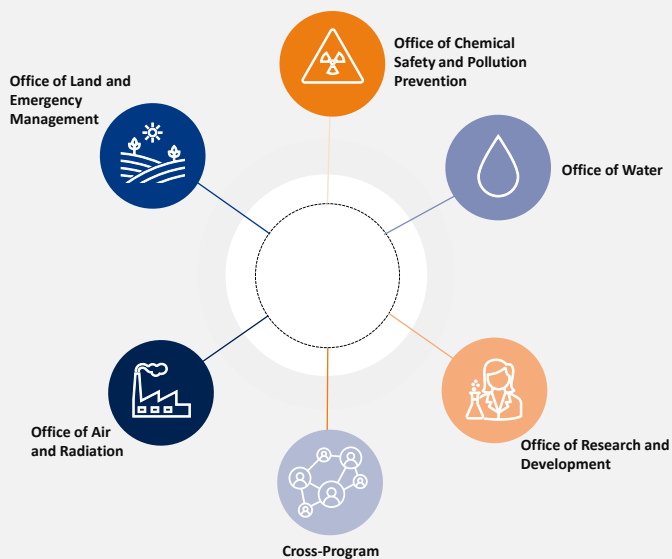 Office of Chemical
Safety and Pollution
Prevention
Office of Land and
Emergency
Management
Office of Water
Office of Air
and Radiation
Office of Research and
Development
Cross-Program